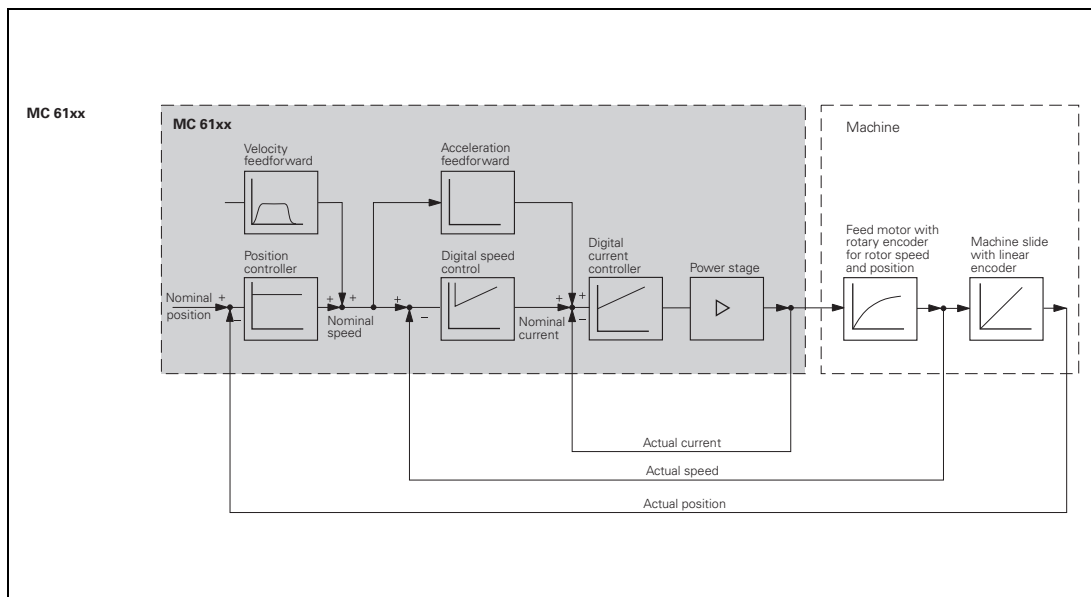 MC 61xx
MC 61xx
Machine
Velocity
feedforward
Acceleration
feedforward
Position
controller
Digital speed
control
Digital
current
controller
Power stage
Feed motor with
rotary encoder
for rotor speed
and position
Machine slide
with linear
encoder
Nominal
position
+
–
+
+
Nominal
speed
+
–
Nominal
current
+
+
–
Actual current
Actual speed
Actual position